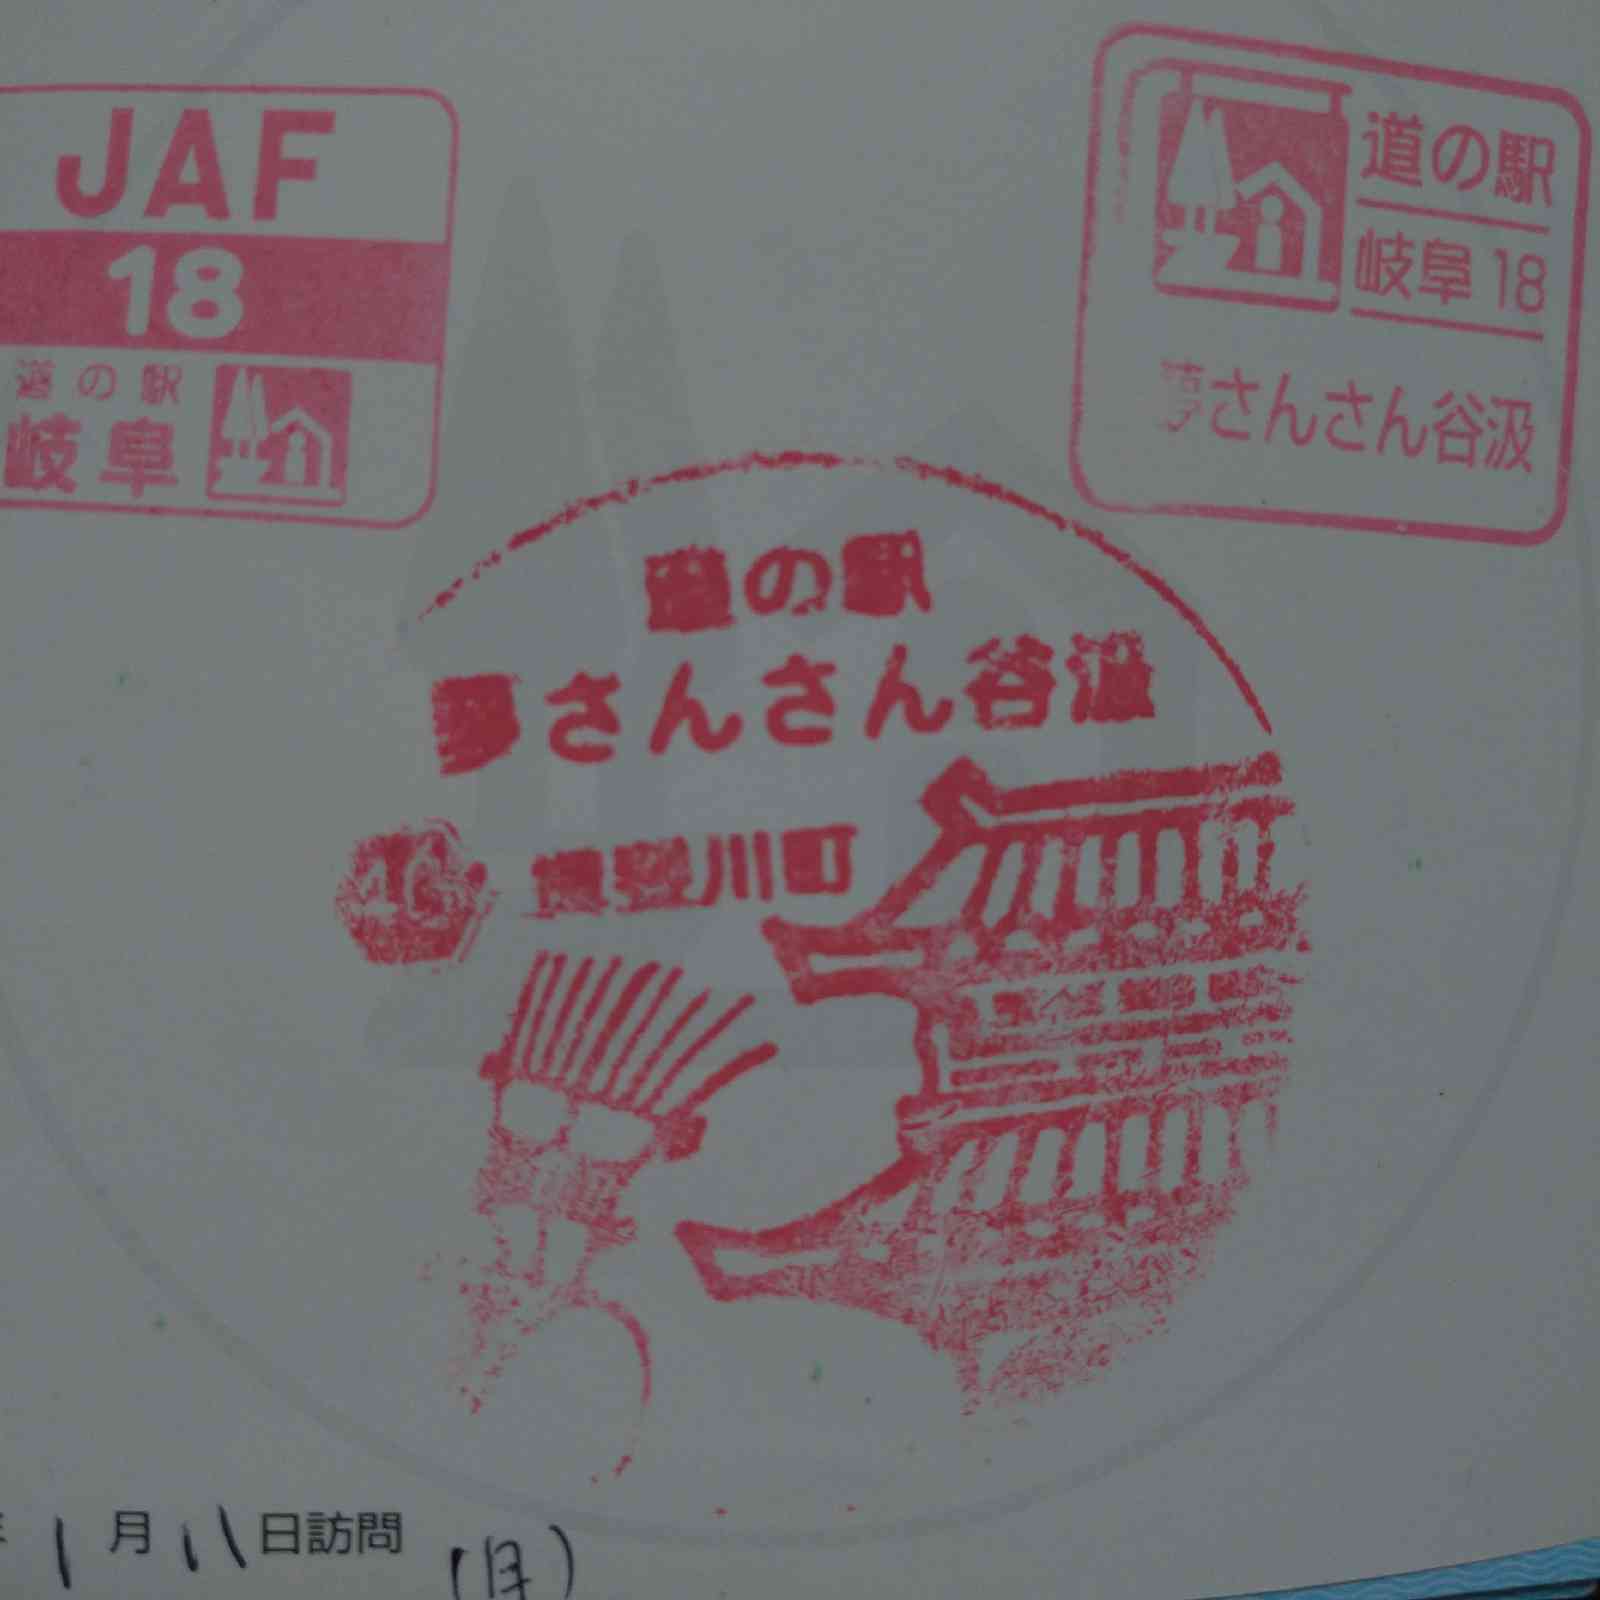 JAF
18
道の駅
岐阜
道の駅
岐阜 18
夢さんさん谷汲
道の駅
夢さんさん谷汲
揖斐川町
年 1 月 11 日訪問 (月)